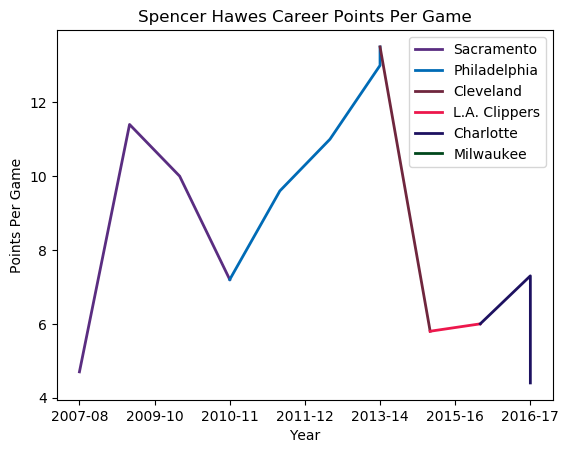 Spencer Hawes Career Points Per Game
Sacramento
Philadelphia
Cleveland
L.A. Clippers
Charlotte
Milwaukee
Points Per Game
12
10
8
6
4
2007-08 2009-10 2010-11 2011-12 2013-14 2015-16 2016-17
Year